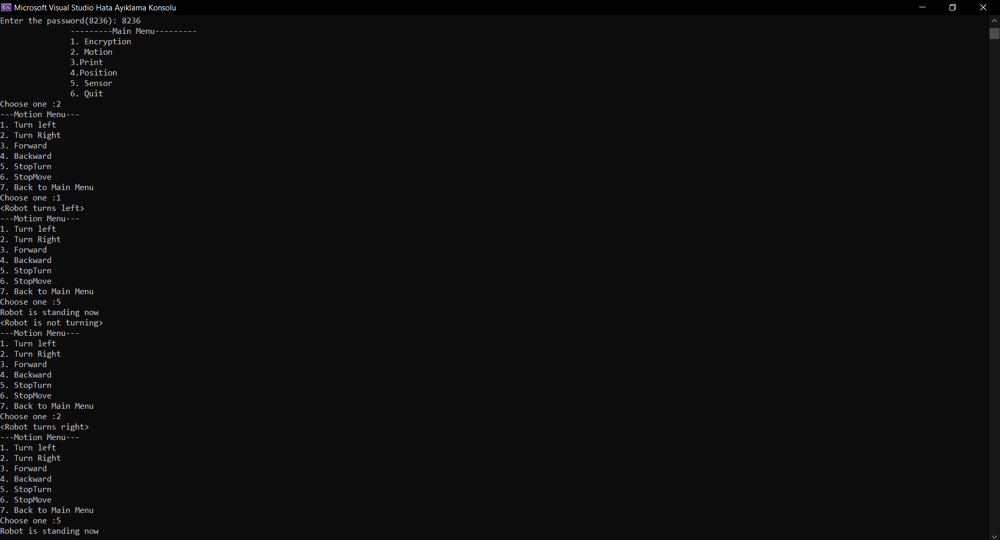 Microsoft Visual Studio Hata Ayıklama Konsolu
Enter the password(8236): 8236
---------Main Menu---------
1. Encryption
2. Motion
3.Print
4.Position
5. Sensor
6. Quit
Choose one :2
---Motion Menu---
1. Turn left
2. Turn Right
3. Forward
4. Backward
5. StopTurn
6. StopMove
7. Back to Main Menu
Choose one :1
<Robot turns left>
---Motion Menu---
1. Turn left
2. Turn Right
3. Forward
4. Backward
5. StopTurn
6. StopMove
7. Back to Main Menu
Choose one :5
Robot is standing now
<Robot is not turning>
---Motion Menu---
1. Turn left
2. Turn Right
3. Forward
4. Backward
5. StopTurn
6. StopMove
7. Back to Main Menu
Choose one :2
<Robot turns right>
---Motion Menu---
1. Turn left
2. Turn Right
3. Forward
4. Backward
5. StopTurn
6. StopMove
7. Back to Main Menu
Choose one :5
Robot is standing now